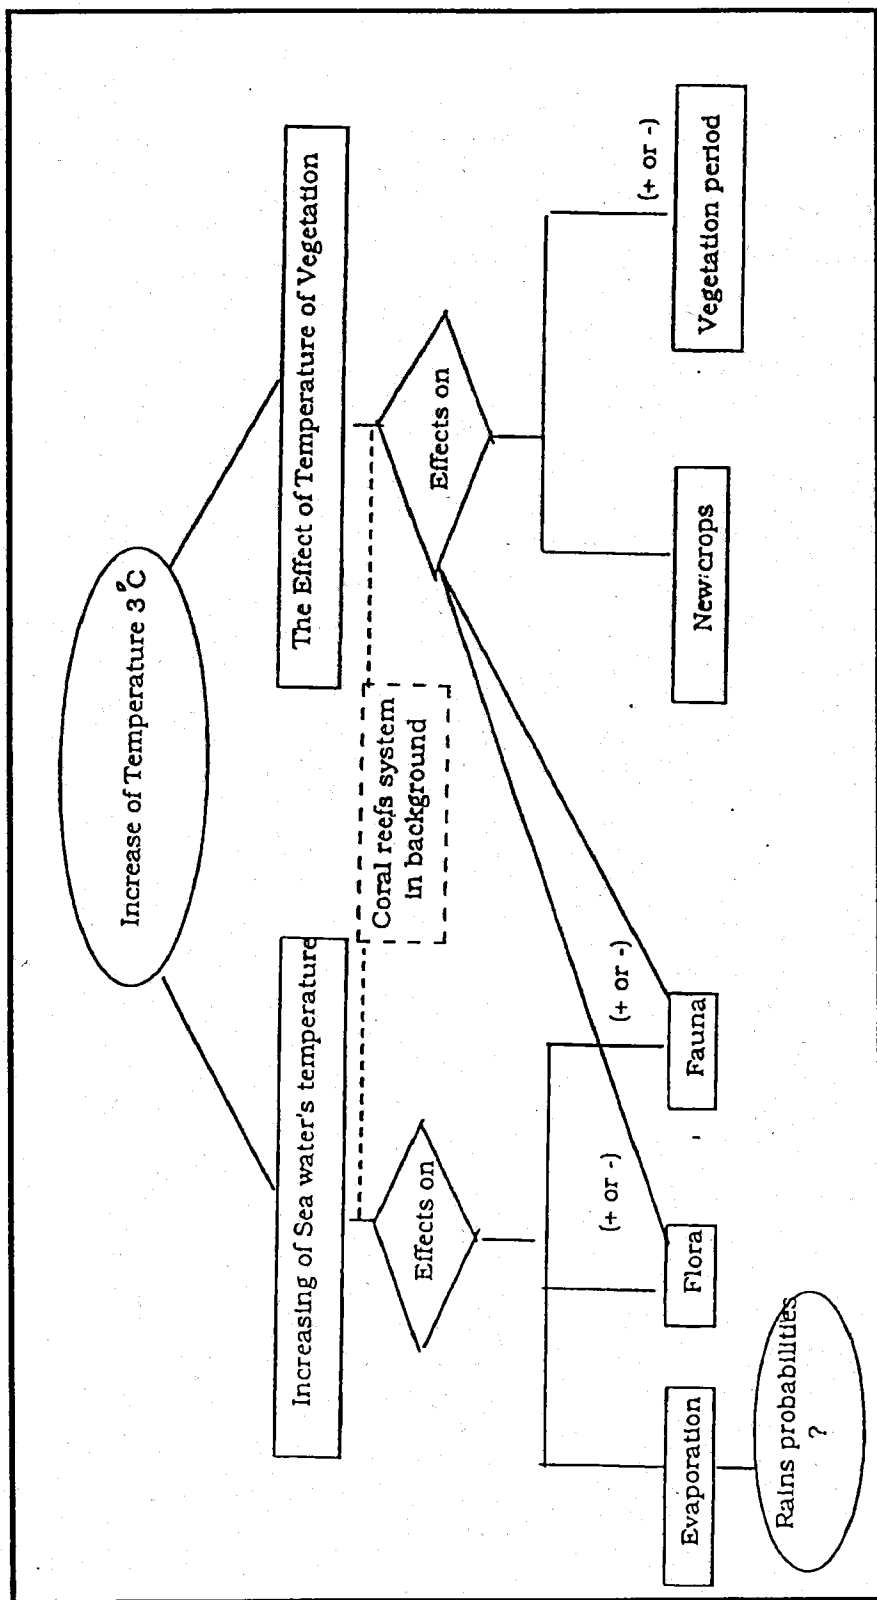 Increase of Temperature 3°C
Increasing of Sea water's temperature
The Effect of Temperature of Vegetation
Coral reefs system
in background
Effects on
Effects on
(+ or -)
(+ or -)
(+ or -)
Evaporation
Flora
Fauna
New crops
Vegetation period
Rains probabilities
?